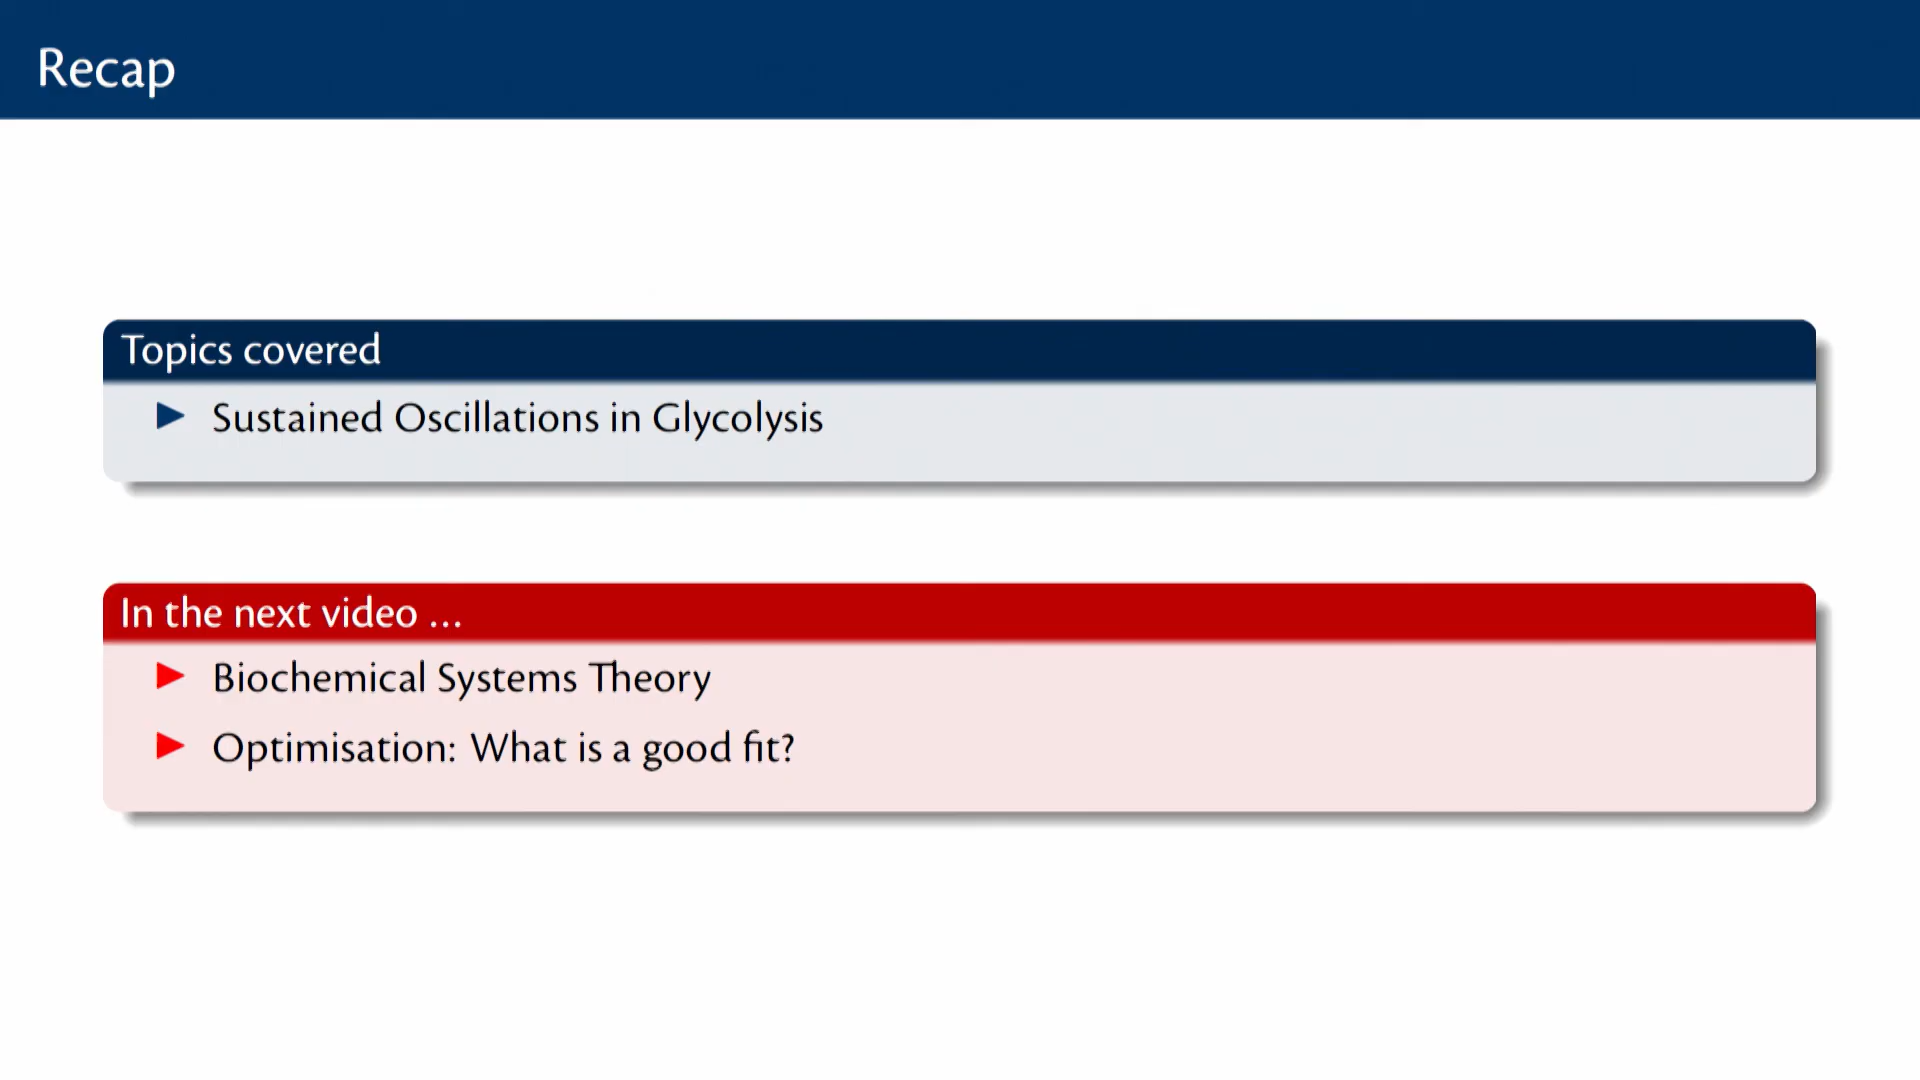 Recap
Topics covered
Sustained Oscillations in Glycolysis
In the next video ...
Biochemical Systems Theory
Optimisation: What is a good fit?